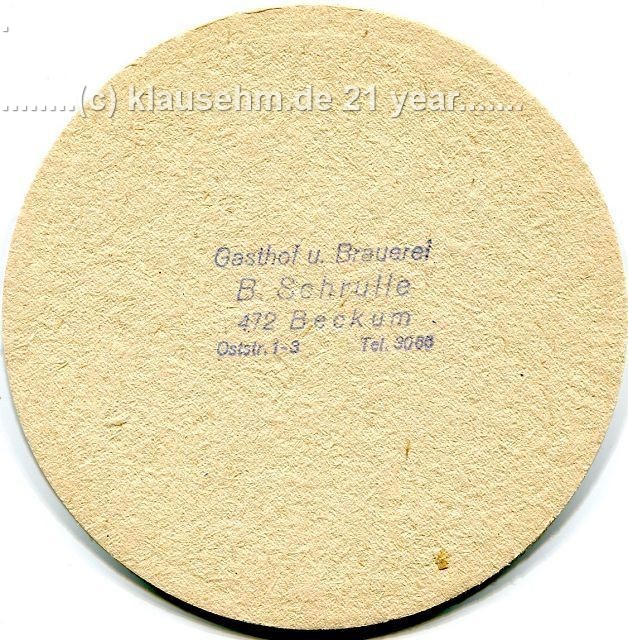 .
.........(c) klausehm.de 21 year.......
Gasthof u. Brauerei
B. Schrulle
472 Beckum
Oststr. 1-3 Tel. 3066